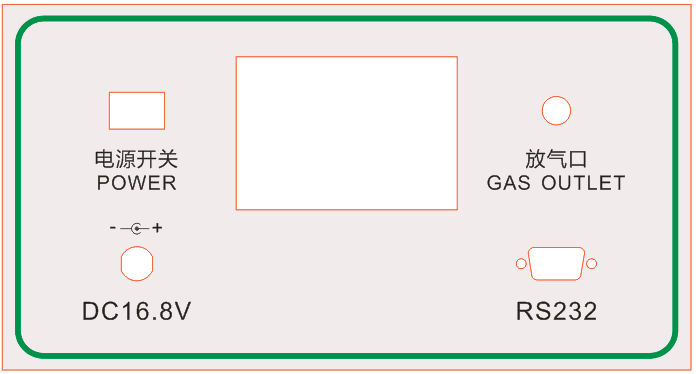 电源开关
POWER
放气口
GAS OUTLET
- +
DC16.8V
RS232